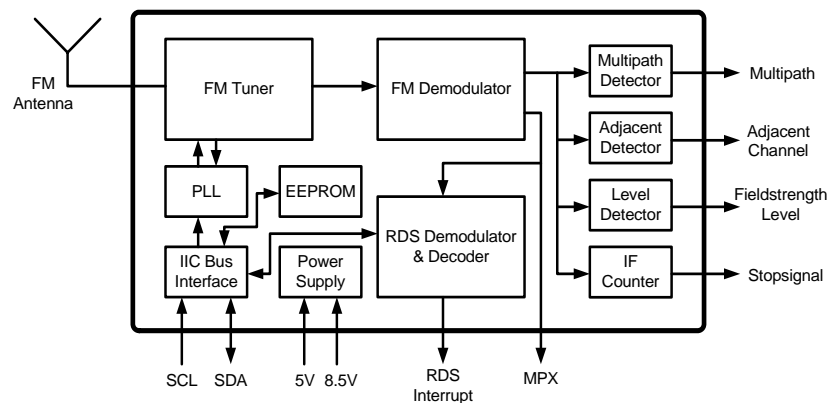 FM
Antenna
FM Tuner
FM Demodulator
Multipath
Detector
Multipath
Adjacent
Detector
Adjacent
Channel
PLL
EEPROM
Level
Detector
Fieldstrength
Level
RDS Demodulator
& Decoder
IIC Bus
Interface
Power
Supply
IF
Counter
Stopsignal
SCL
SDA
5V
8.5V
RDS
Interrupt
MPX